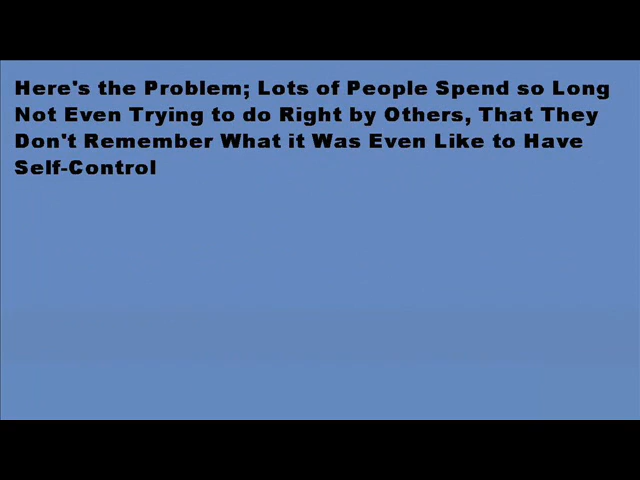 Here's the Problem; Lots of People Spend so Long
Not Even Trying to do Right by Others, That They
Don't Remember What it Was Even Like to Have
Self-Control